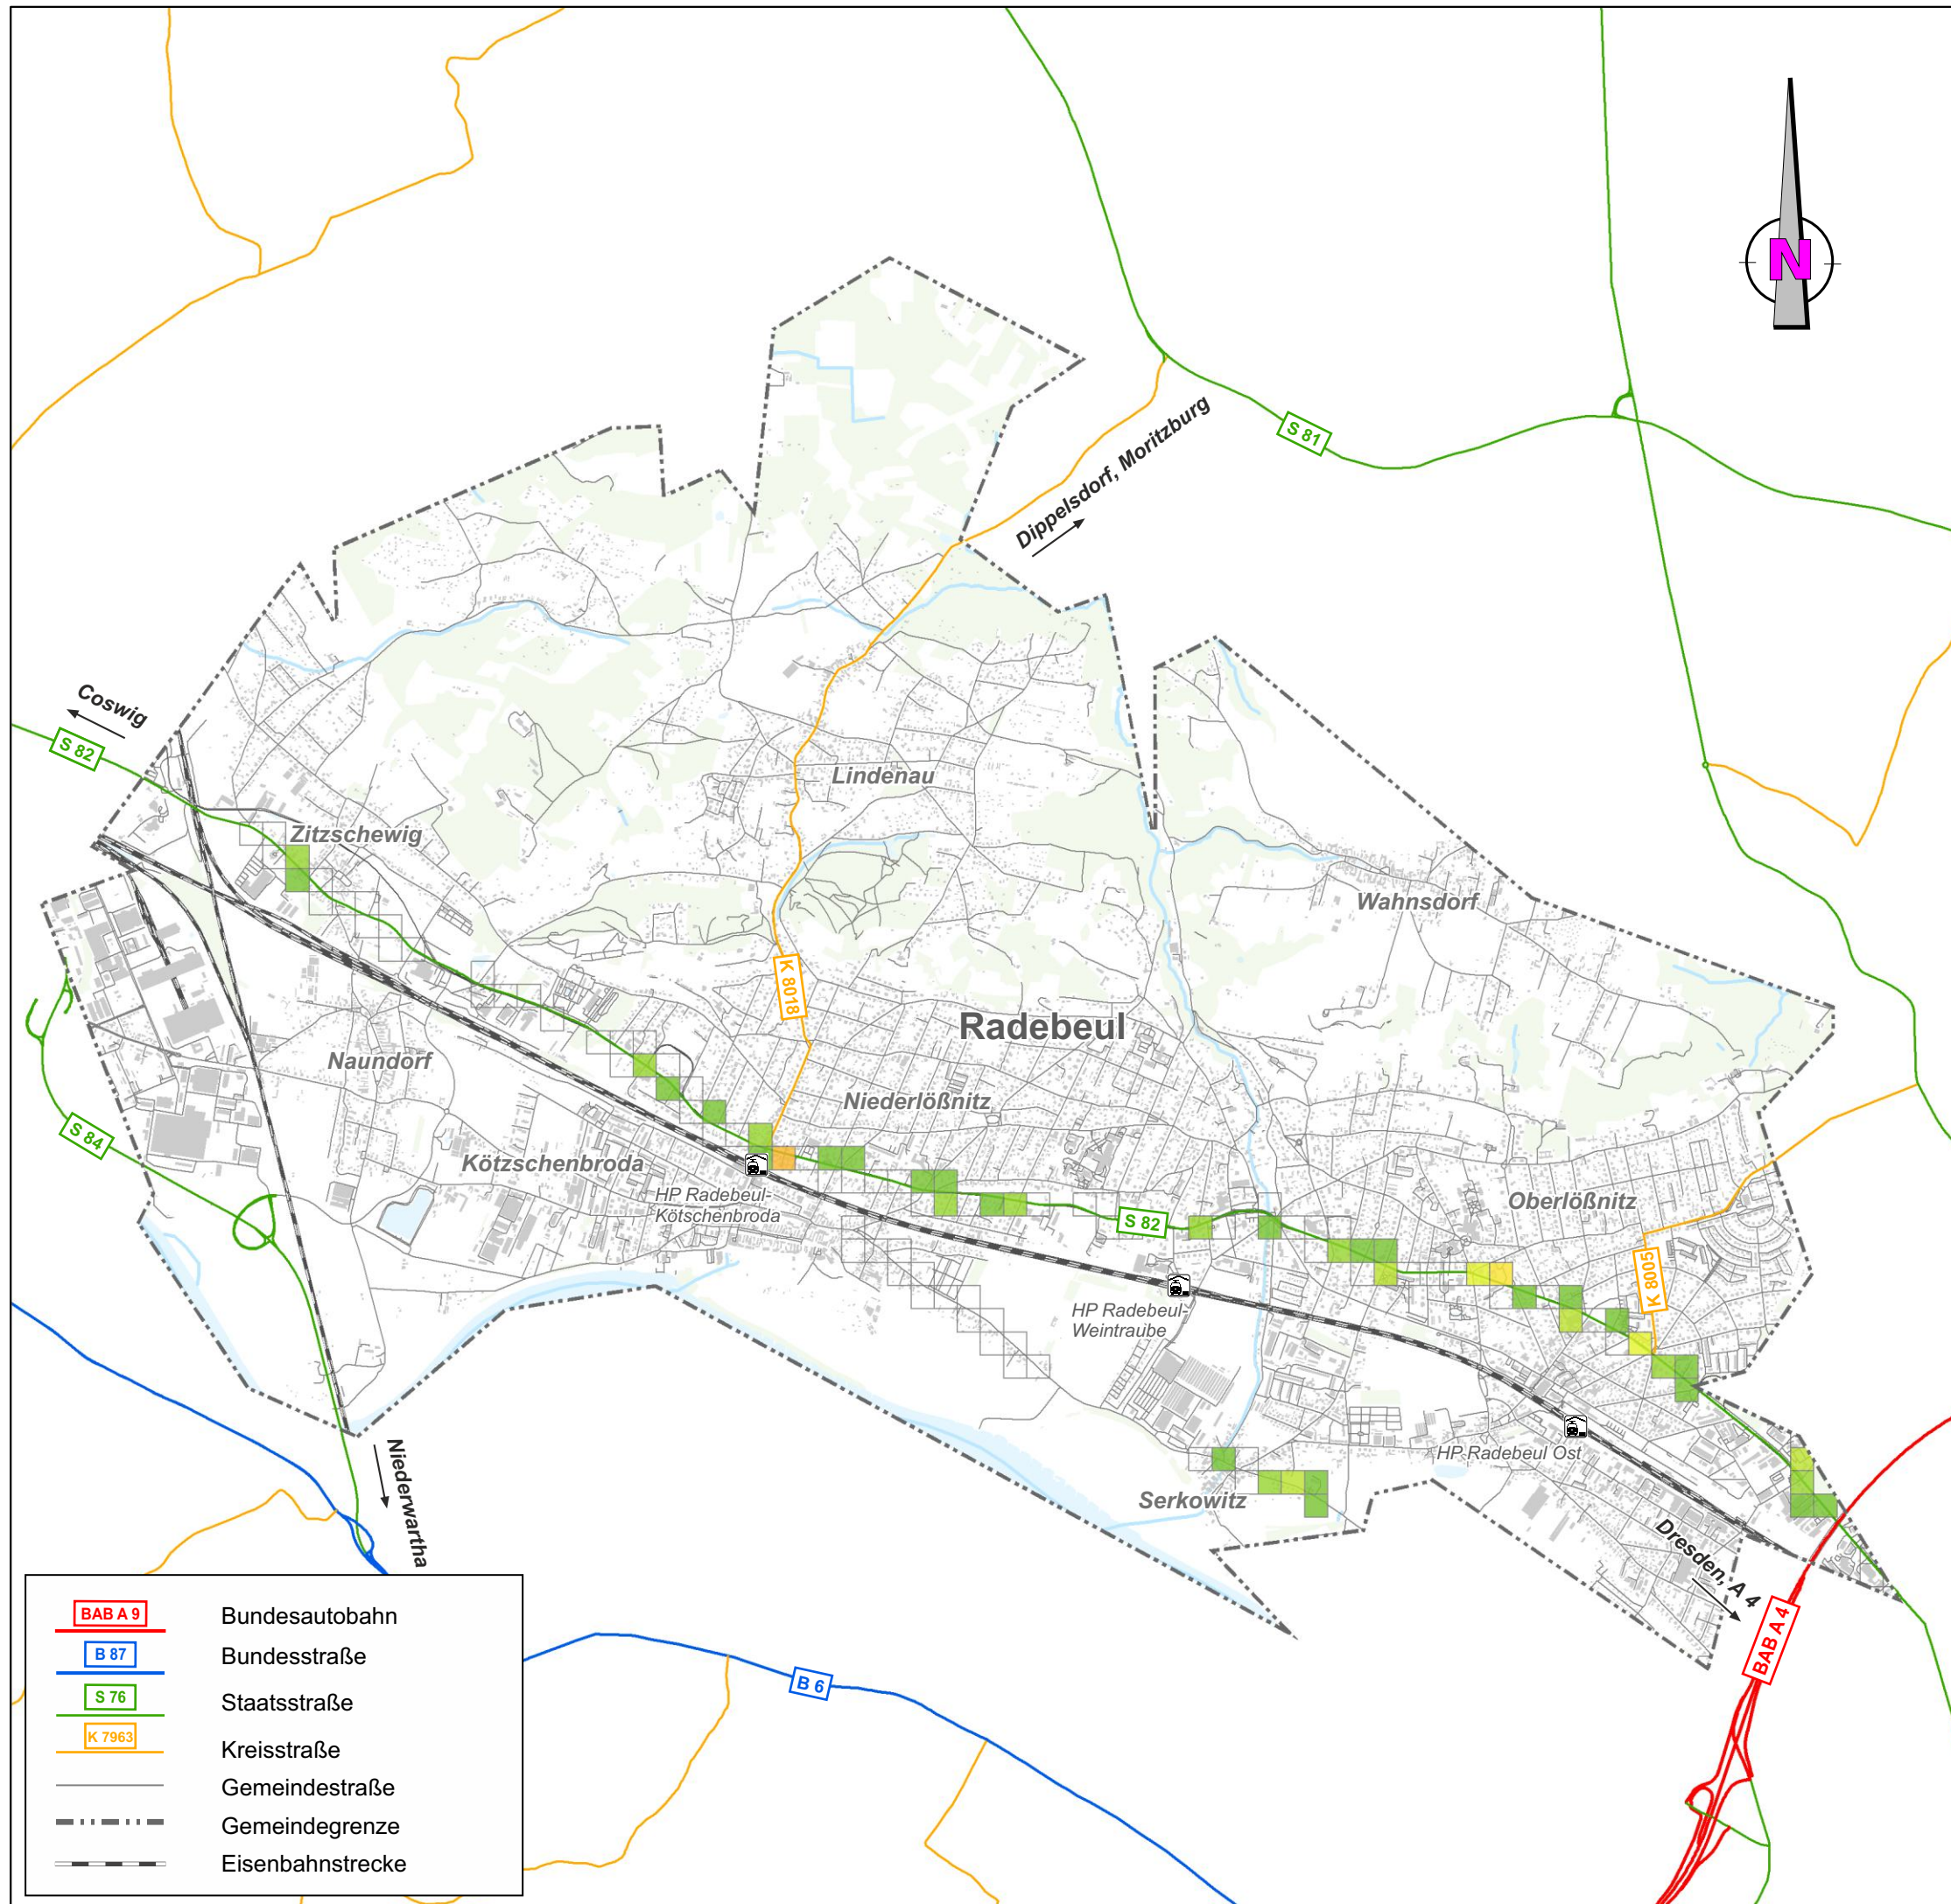 N
S 81
Dippelsdorf, Moritzburg
Coswig
S 82
Lindenau
Zitzschewig
Wahnsdorf
K 8018
Radebeul
Naundorf
Niederlößnitz
S 84
Kötzschenbroda
HP Radebeul-
Kötschenbroda
S 82
Oberlößnitz
K 8005
HP Radebeul-
Weintraube
HP Radebeul Ost
Serkowitz
Niederwartha
Dresden, A 4
BAB A 4
B 6
BAB A 9 Bundesautobahn
B 87 Bundesstraße
S 76 Staatsstraße
K 7963 Kreisstraße
Gemeindestraße
Gemeindegrenze
Eisenbahnstrecke